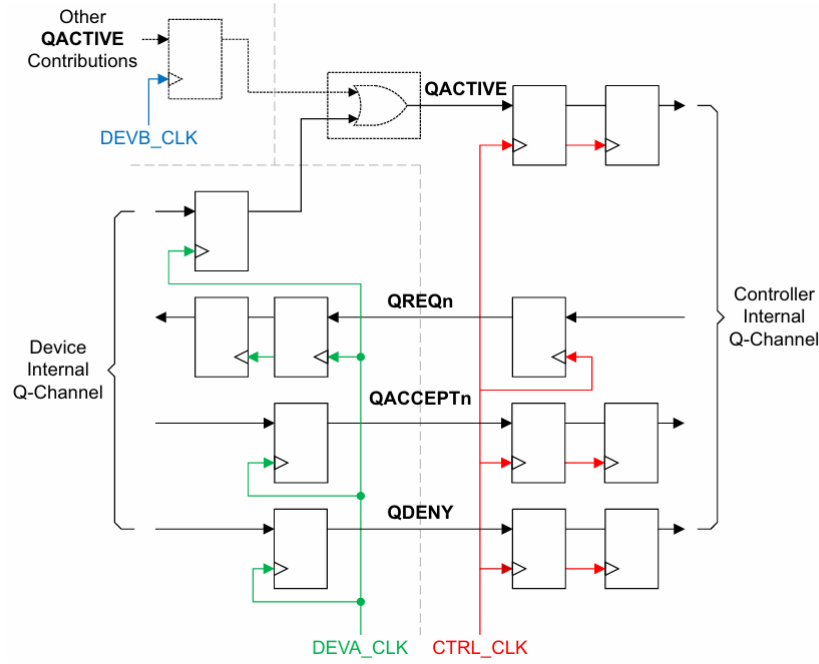 Other
QACTIVE
Contributions
DEVB_CLK
QACTIVE
QREQn
Controller
Internal
Q-Channel
Device
Internal
Q-Channel
QACCEPTn
QDENY
DEVA_CLK
CTRL_CLK